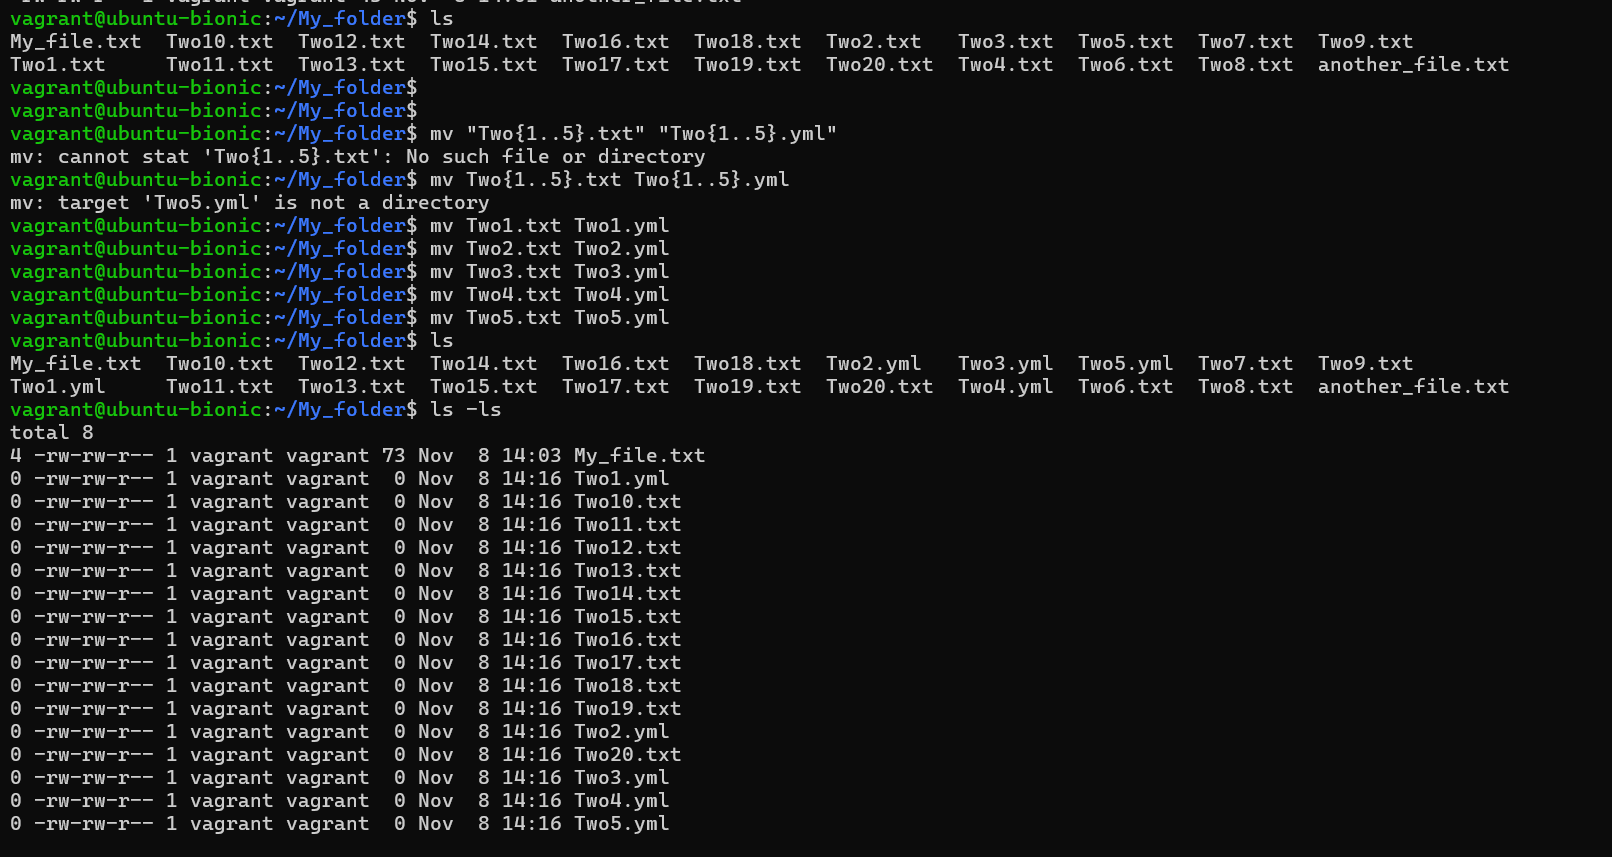 vagrant@ubuntu-bionic:~/My_folder$ ls
My_file.txt  Two10.txt  Two12.txt  Two14.txt  Two16.txt  Two18.txt  Two2.txt   Two3.txt  Two5.txt  Two7.txt  Two9.txt
Two1.txt     Two11.txt  Two13.txt  Two15.txt  Two17.txt  Two19.txt  Two20.txt  Two4.txt  Two6.txt  Two8.txt  another_file.txt
vagrant@ubuntu-bionic:~/My_folder$
vagrant@ubuntu-bionic:~/My_folder$
vagrant@ubuntu-bionic:~/My_folder$ mv "Two{1..5}.txt" "Two{1..5}.yml"
mv: cannot stat 'Two{1..5}.txt': No such file or directory
vagrant@ubuntu-bionic:~/My_folder$ mv Two{1..5}.txt Two{1..5}.yml
mv: target 'Two5.yml' is not a directory
vagrant@ubuntu-bionic:~/My_folder$ mv Two1.txt Two1.yml
vagrant@ubuntu-bionic:~/My_folder$ mv Two2.txt Two2.yml
vagrant@ubuntu-bionic:~/My_folder$ mv Two3.txt Two3.yml
vagrant@ubuntu-bionic:~/My_folder$ mv Two4.txt Two4.yml
vagrant@ubuntu-bionic:~/My_folder$ mv Two5.txt Two5.yml
vagrant@ubuntu-bionic:~/My_folder$ ls
My_file.txt  Two10.txt  Two12.txt  Two14.txt  Two16.txt  Two18.txt  Two2.yml   Two3.yml  Two5.yml  Two7.txt  Two9.txt
Two1.yml     Two11.txt  Two13.txt  Two15.txt  Two17.txt  Two19.txt  Two20.txt  Two4.yml  Two6.txt  Two8.txt  another_file.txt
vagrant@ubuntu-bionic:~/My_folder$ ls -ls
total 8
4 -rw-rw-r-- 1 vagrant vagrant 73 Nov  8 14:03 My_file.txt
0 -rw-rw-r-- 1 vagrant vagrant  0 Nov  8 14:16 Two1.yml
0 -rw-rw-r-- 1 vagrant vagrant  0 Nov  8 14:16 Two10.txt
0 -rw-rw-r-- 1 vagrant vagrant  0 Nov  8 14:16 Two11.txt
0 -rw-rw-r-- 1 vagrant vagrant  0 Nov  8 14:16 Two12.txt
0 -rw-rw-r-- 1 vagrant vagrant  0 Nov  8 14:16 Two13.txt
0 -rw-rw-r-- 1 vagrant vagrant  0 Nov  8 14:16 Two14.txt
0 -rw-rw-r-- 1 vagrant vagrant  0 Nov  8 14:16 Two15.txt
0 -rw-rw-r-- 1 vagrant vagrant  0 Nov  8 14:16 Two16.txt
0 -rw-rw-r-- 1 vagrant vagrant  0 Nov  8 14:16 Two17.txt
0 -rw-rw-r-- 1 vagrant vagrant  0 Nov  8 14:16 Two18.txt
0 -rw-rw-r-- 1 vagrant vagrant  0 Nov  8 14:16 Two19.txt
0 -rw-rw-r-- 1 vagrant vagrant  0 Nov  8 14:16 Two2.yml
0 -rw-rw-r-- 1 vagrant vagrant  0 Nov  8 14:16 Two20.txt
0 -rw-rw-r-- 1 vagrant vagrant  0 Nov  8 14:16 Two3.yml
0 -rw-rw-r-- 1 vagrant vagrant  0 Nov  8 14:16 Two4.yml
0 -rw-rw-r-- 1 vagrant vagrant  0 Nov  8 14:16 Two5.yml